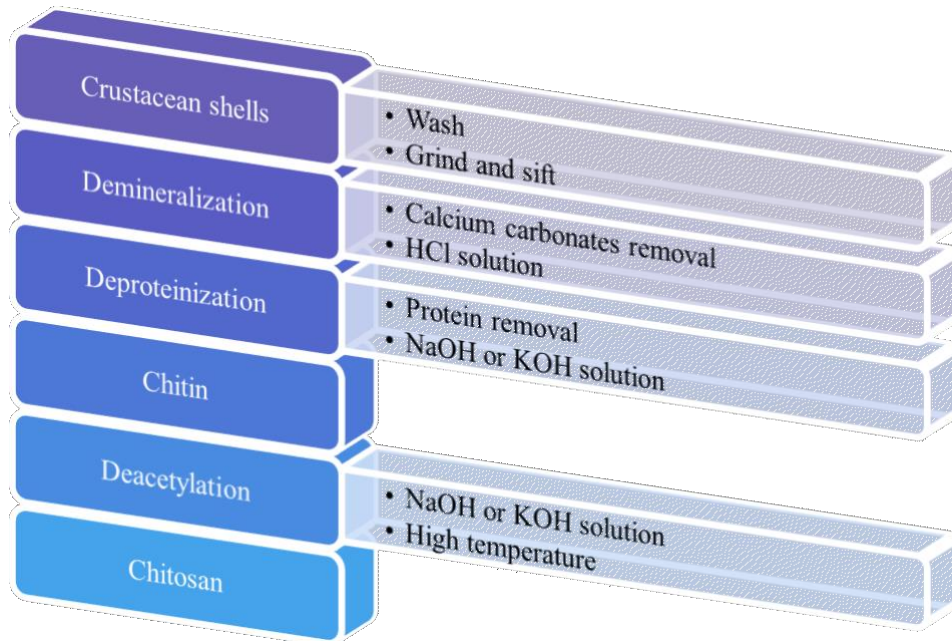 Crustacean shells
• Wash
• Grind and sift
Demineralization
• Calcium carbonates removal
• HCl solution
Deproteinization
• Protein removal
• NaOH or KOH solution
Chitin
Deacetylation
• NaOH or KOH solution
• High temperature
Chitosan